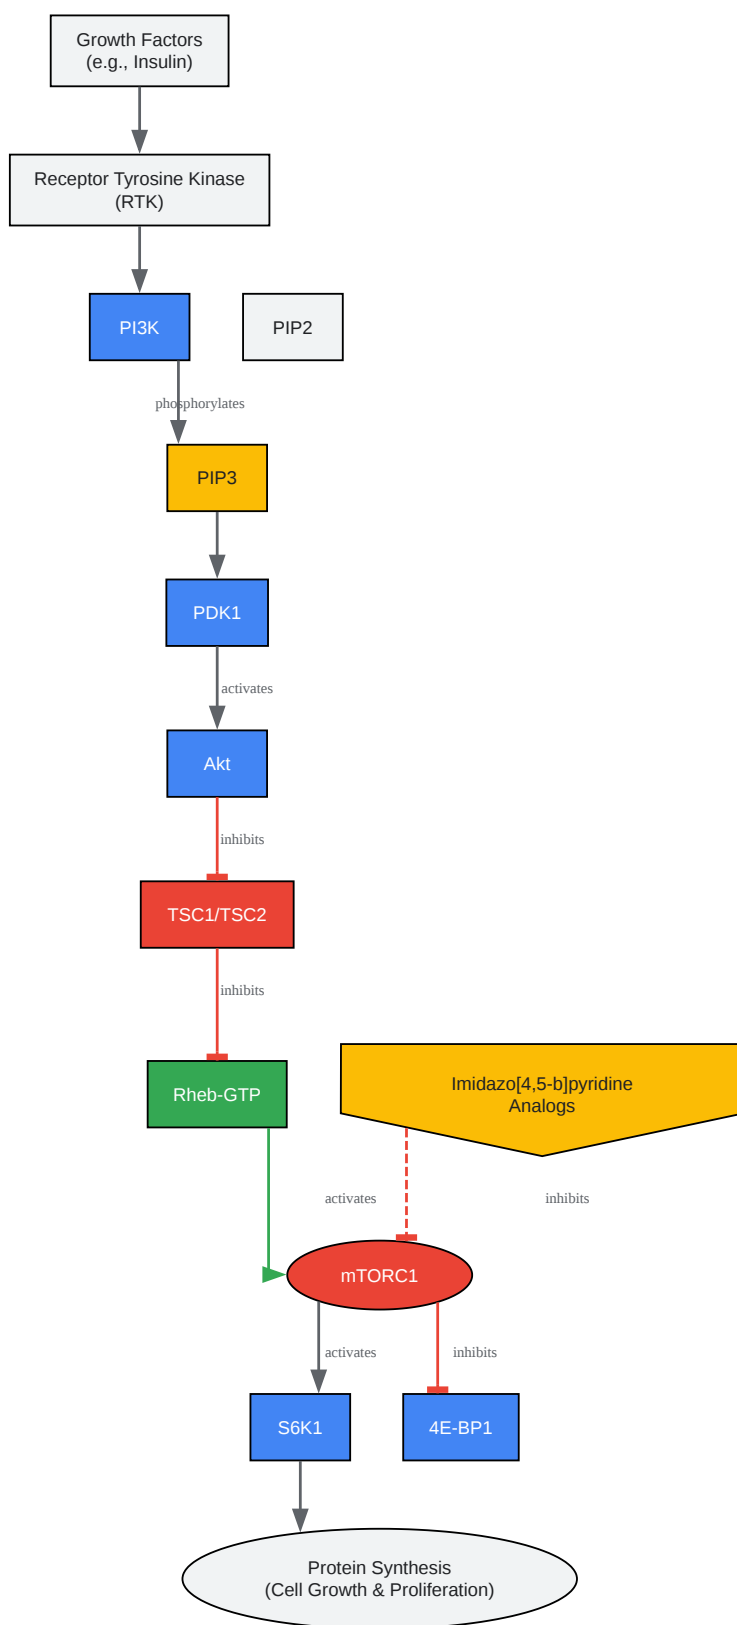 Growth Factors
(e.g., Insulin)
Receptor Tyrosine Kinase
(RTK)
PI3K
PIP2
phosphorylates
PIP3
PDK1
activates
Akt
inhibits
TSC1/TSC2
inhibits
Rheb-GTP
Imidazo[4,5-b]pyridine
Analogs
activates
inhibits
mTORC1
activates
inhibits
S6K1
4E-BP1
Protein Synthesis
(Cell Growth & Proliferation)